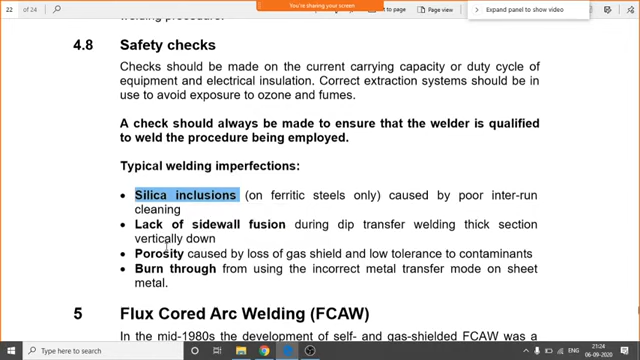 22 of 24
You're sharing your screen
t to page
Page view
Expand panel to show video
welding procedure.
4.8 Safety checks
Checks should be made on the current carrying capacity or duty cycle of
equipment and electrical insulation. Correct extraction systems should be in
use to avoid exposure to ozone and fumes.
A check should always be made to ensure that the welder is qualified
to weld the procedure being employed.
Typical welding imperfections:
• Silica inclusions (on ferritic steels only) caused by poor inter-run
cleaning
• Lack of sidewall fusion during dip transfer welding thick section
vertically down
• Porosity caused by loss of gas shield and low tolerance to contaminants
• Burn through from using the incorrect metal transfer mode on sheet
metal.
5 Flux Cored Arc Welding (FCAW)
In the mid-1980s the development of self- and gas-shielded FCAW was a
Type here to search
ENG
21:24
06-09-2020